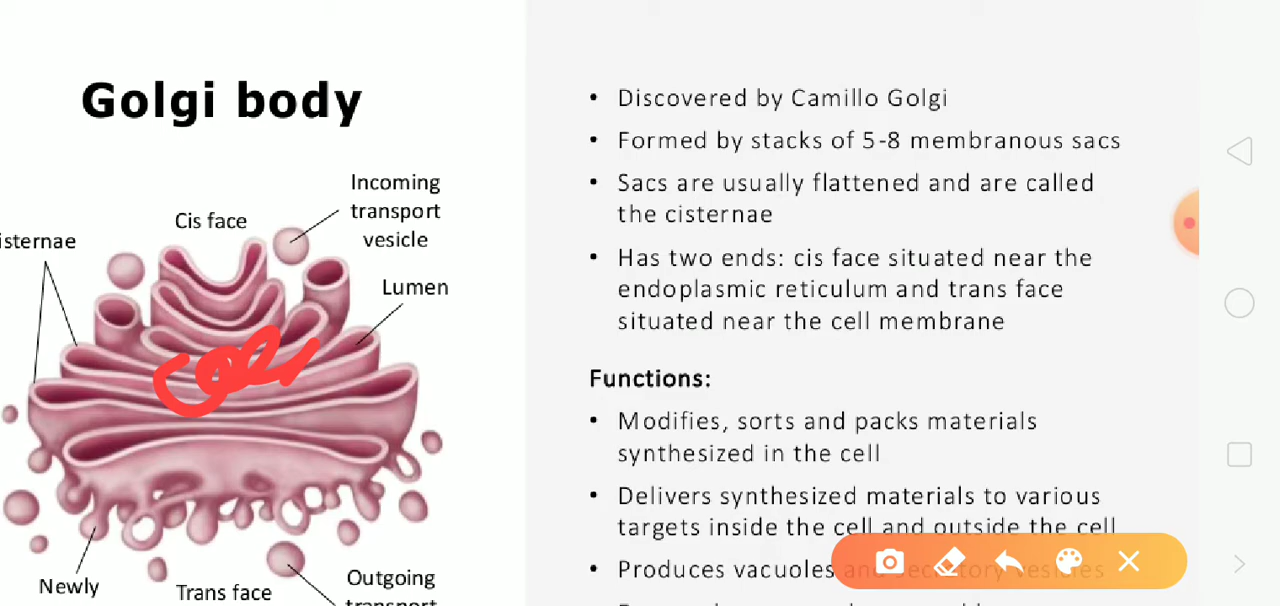 Golgi body
Incoming
transport
vesicle
Cis face
isternae
Lumen
Newly
Trans face
Outgoing
• Discovered by Camillo Golgi
• Formed by stacks of 5-8 membranous sacs
• Sacs are usually flattened and are called
the cisternae
• Has two ends: cis face situated near the
endoplasmic reticulum and trans face
situated near the cell membrane
Functions:
• Modifies, sorts and packs materials
synthesized in the cell
• Delivers synthesized materials to various
targets inside the cell and outside the cell
• Produces vacuoles and secretory vesicles